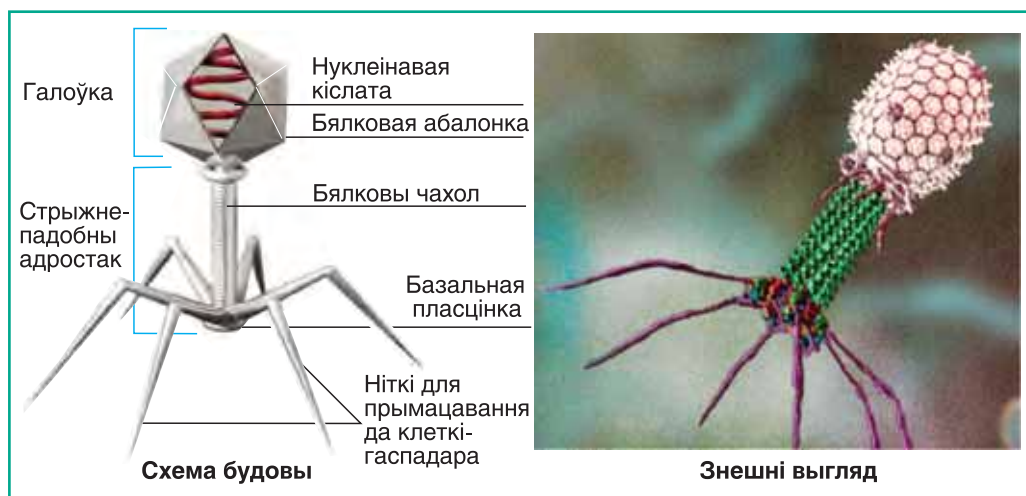 Галоўка
Нуклеінавая
кіслата
Бялковая абалонка
Стрыжне-
падобны
адростак
Бялковы чахол
Базальная
пласцінка
Ніткі для
прымацавання
да клеткі-
гаспадара
Схема будовы
Знешні выгляд